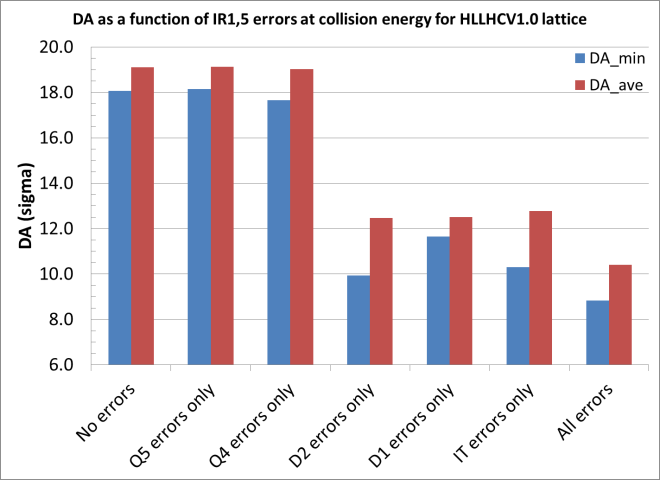 DA as a function of IR1,5 errors at collision energy for HLLHCV1.0 lattice
DA_min
DA_ave
20.0
18.0
16.0
14.0
12.0
10.0
8.0
6.0
DA (sigma)
No errors
Q5 errors only
Q4 errors only
D2 errors only
D1 errors only
IT errors only
All errors